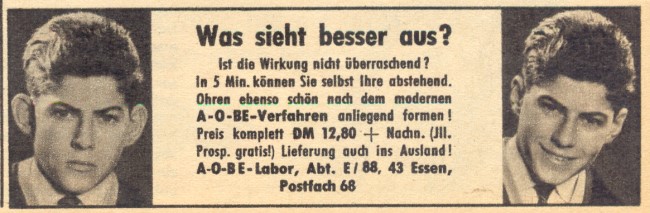 Was sieht besser aus?
Ist die Wirkung nicht überraschend?
In 5 Min. können Sie selbst Ihre abstehend.
Ohren ebenso schön nach dem modernen
A-O-BE-Verfahren anliegend formen!
Preis komplett DM 12,80 + Nachn. (Jll.
Prosp. gratis!) Lieferung auch ins Ausland!
A-O-BE-Labor, Abt. E/88, 43 Essen,
Postfach 68